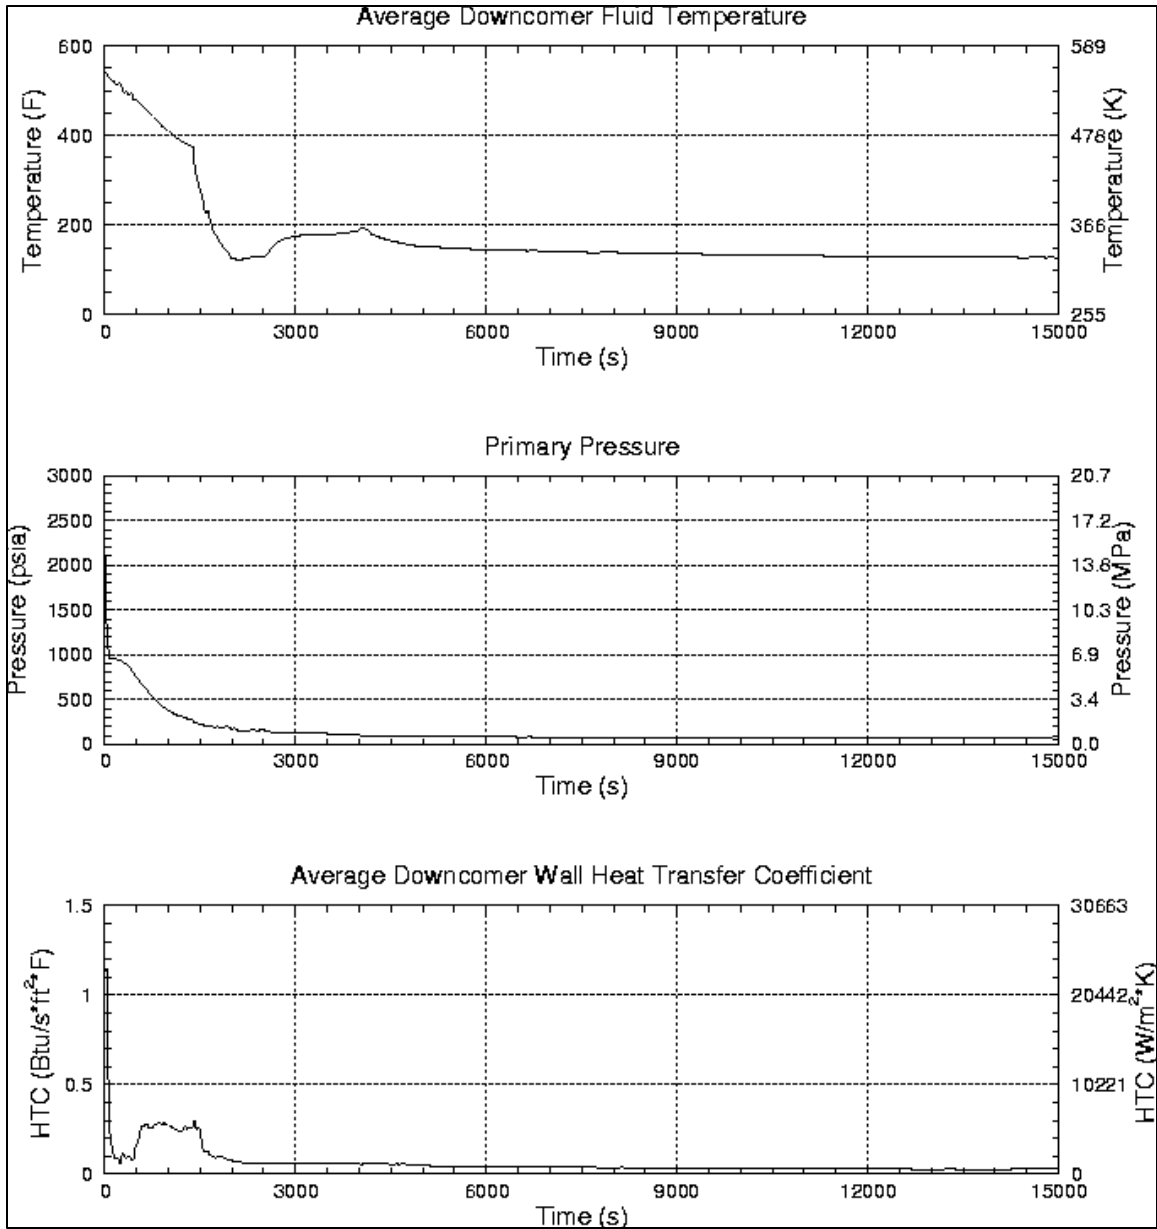 Average Downcomer Fluid Temperature
600 589
400 478
200 366
0 255
Temperature (F)
Temperature (K)
0 3000 6000 9000 12000 15000
Time (s)
Primary Pressure
3000 20.7
2500 17.2
2000 13.8
1500 10.3
1000 6.9
500 3.4
0 0.0
Pressure (psia)
Pressure (MPa)
0 3000 6000 9000 12000 15000
Time (s)
Average Downcomer Wall Heat Transfer Coefficient
1.5 30663
1 20442
0.5 10221
0 0
HTC (Btu/s*ft²*F)
HTC (W/m²*K)
0 3000 6000 9000 12000 15000
Time (s)